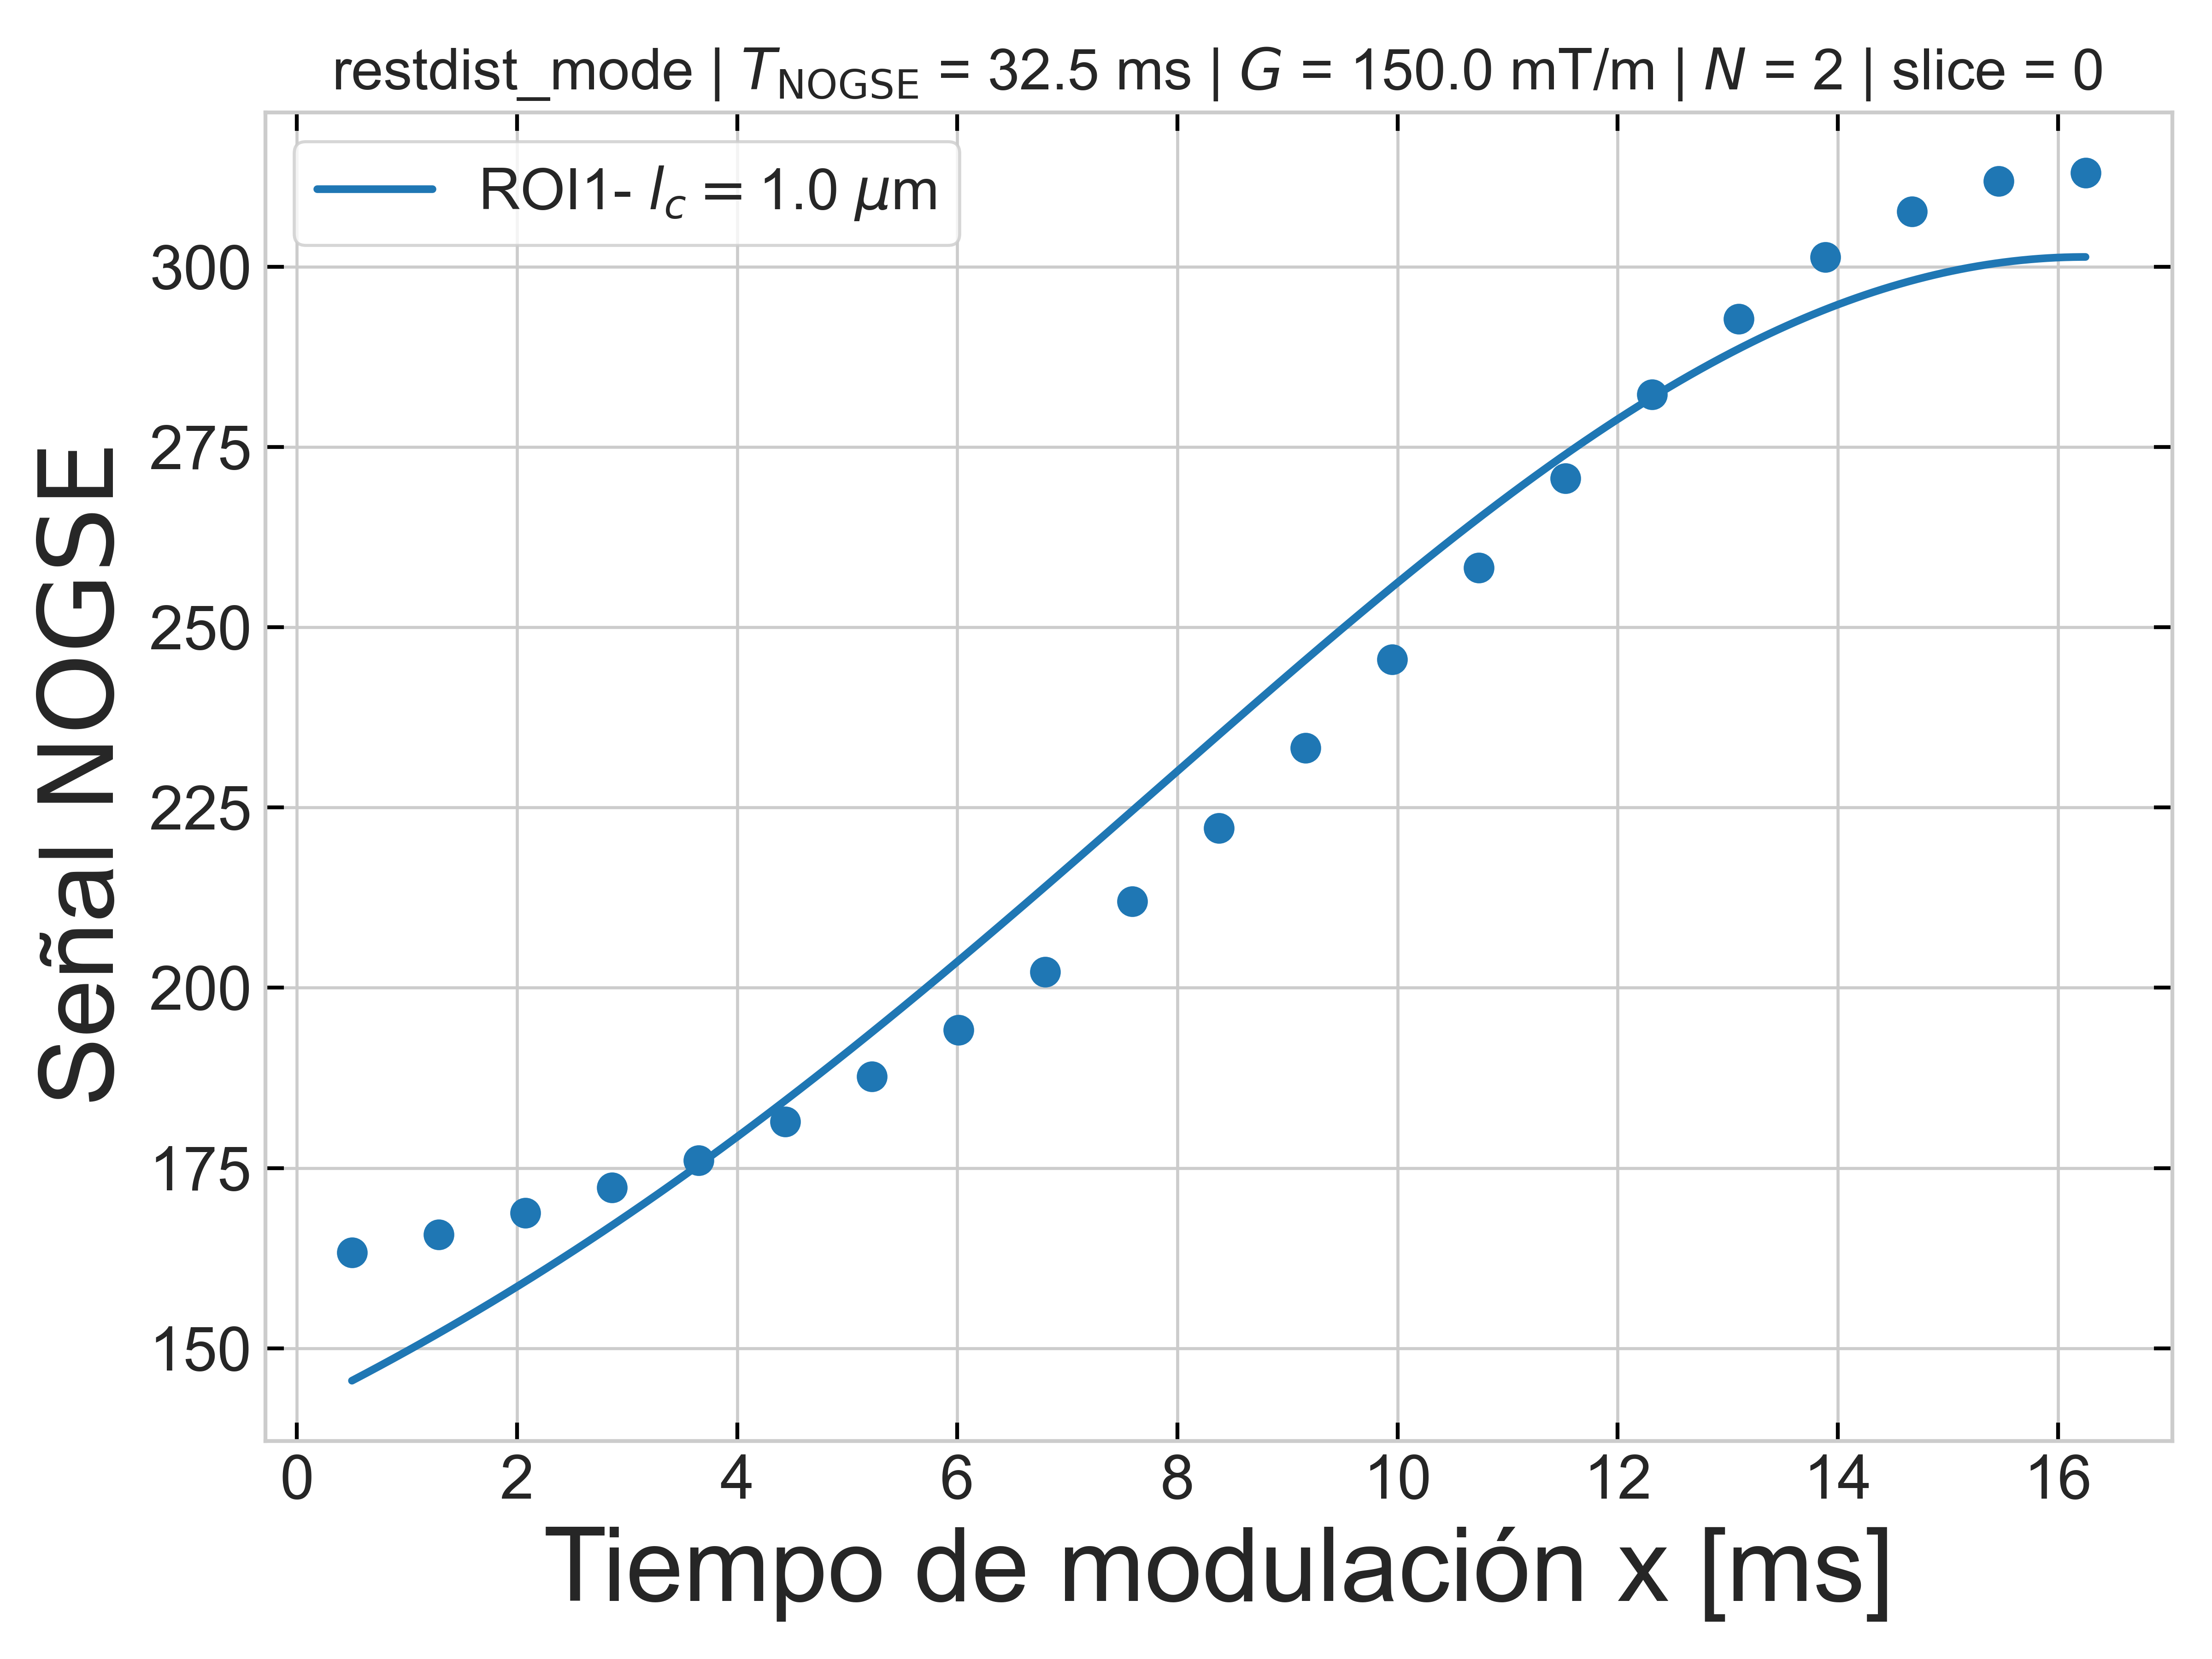 restdist_mode | T_NOGSE = 32.5 ms | G = 150.0 mT/m | N = 2 | slice = 0
ROI1- l_c = 1.0 μm
Señal NOGSE
300
275
250
225
200
175
150
0 2 4 6 8 10 12 14 16
Tiempo de modulación x [ms]